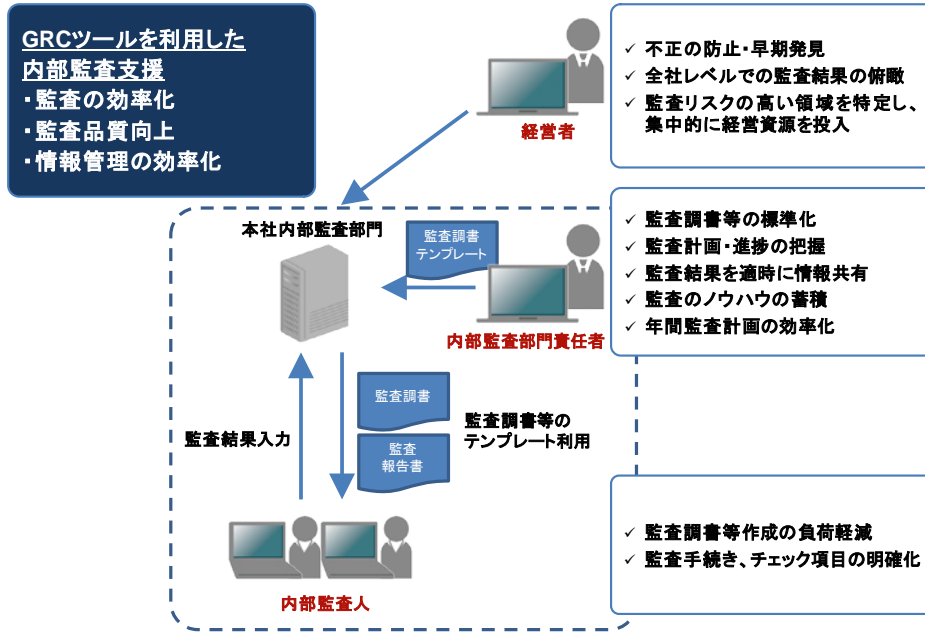 GRCツールを利用した
内部監査支援
・監査の効率化
・監査品質向上
・情報管理の効率化
経営者
✓ 不正の防止・早期発見
✓ 全社レベルでの監査結果の俯瞰
✓ 監査リスクの高い領域を特定し、
集中的に経営資源を投入
本社内部監査部門
監査調書
テンプレート
内部監査部門責任者
✓ 監査調書等の標準化
✓ 監査計画・進捗の把握
✓ 監査結果を適時に情報共有
✓ 監査のノウハウの蓄積
✓ 年間監査計画の効率化
監査結果入力
監査調書
監査
報告書
監査調書等の
テンプレート利用
内部監査人
✓ 監査調書等作成の負荷軽減
✓ 監査手続き、チェック項目の明確化